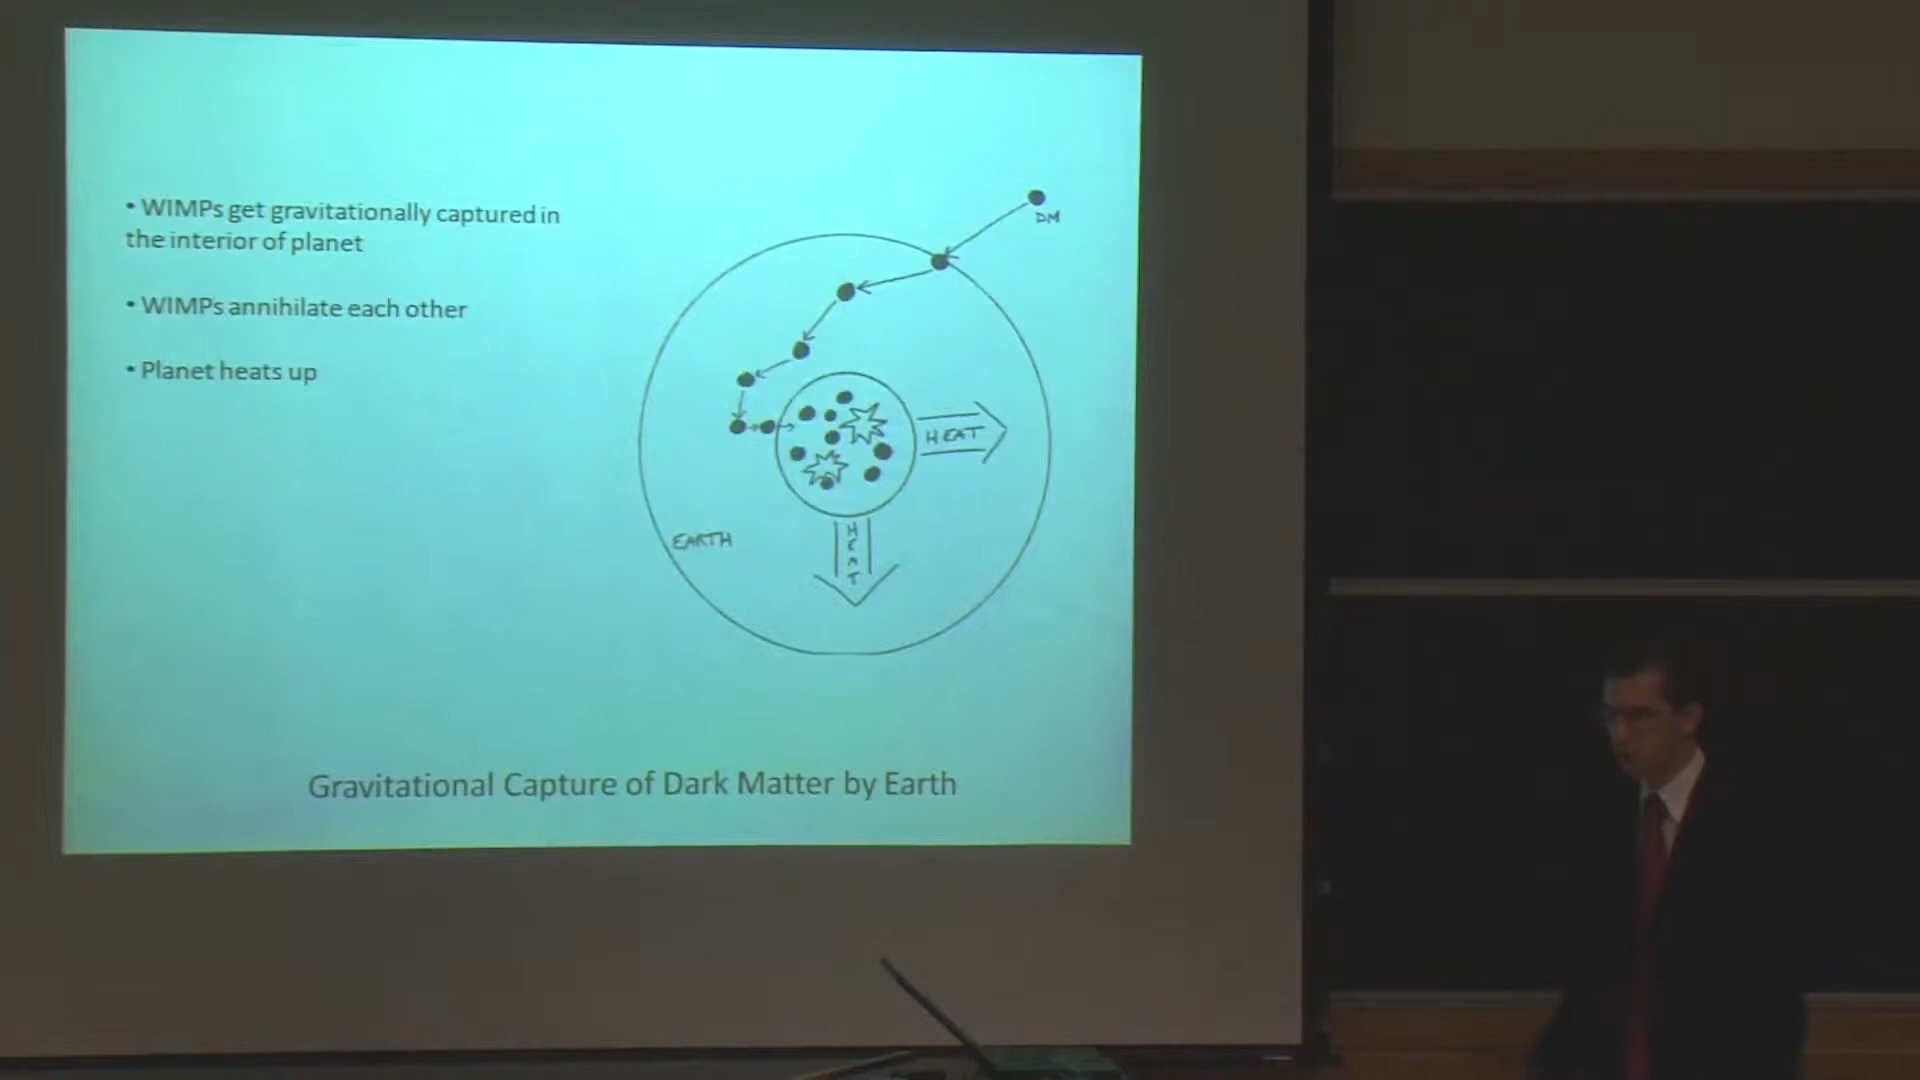 • WIMPs get gravitationally captured in
the interior of planet
• WIMPs annihilate each other
• Planet heats up
DM
HEAT
HEAT
EARTH
Gravitational Capture of Dark Matter by Earth